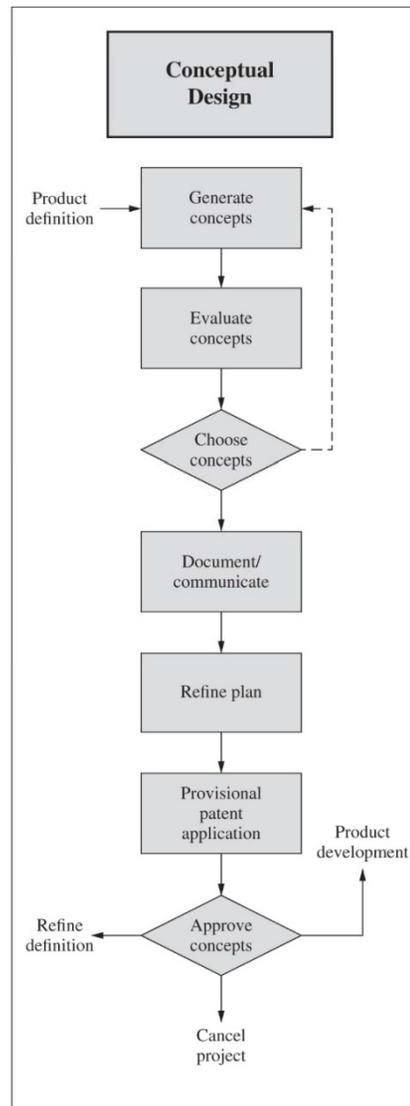 Conceptual
Design
Product
definition
Generate
concepts
Evaluate
concepts
Choose
concepts
Document/
communicate
Refine plan
Provisional
patent
application
Product
development
Refine
definition
Approve
concepts
Cancel
project